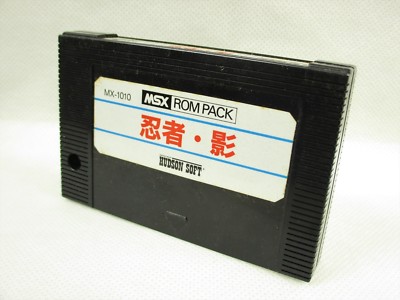 MX-1010 MSX ROM PACK
忍者・影
HUDSON SOFT